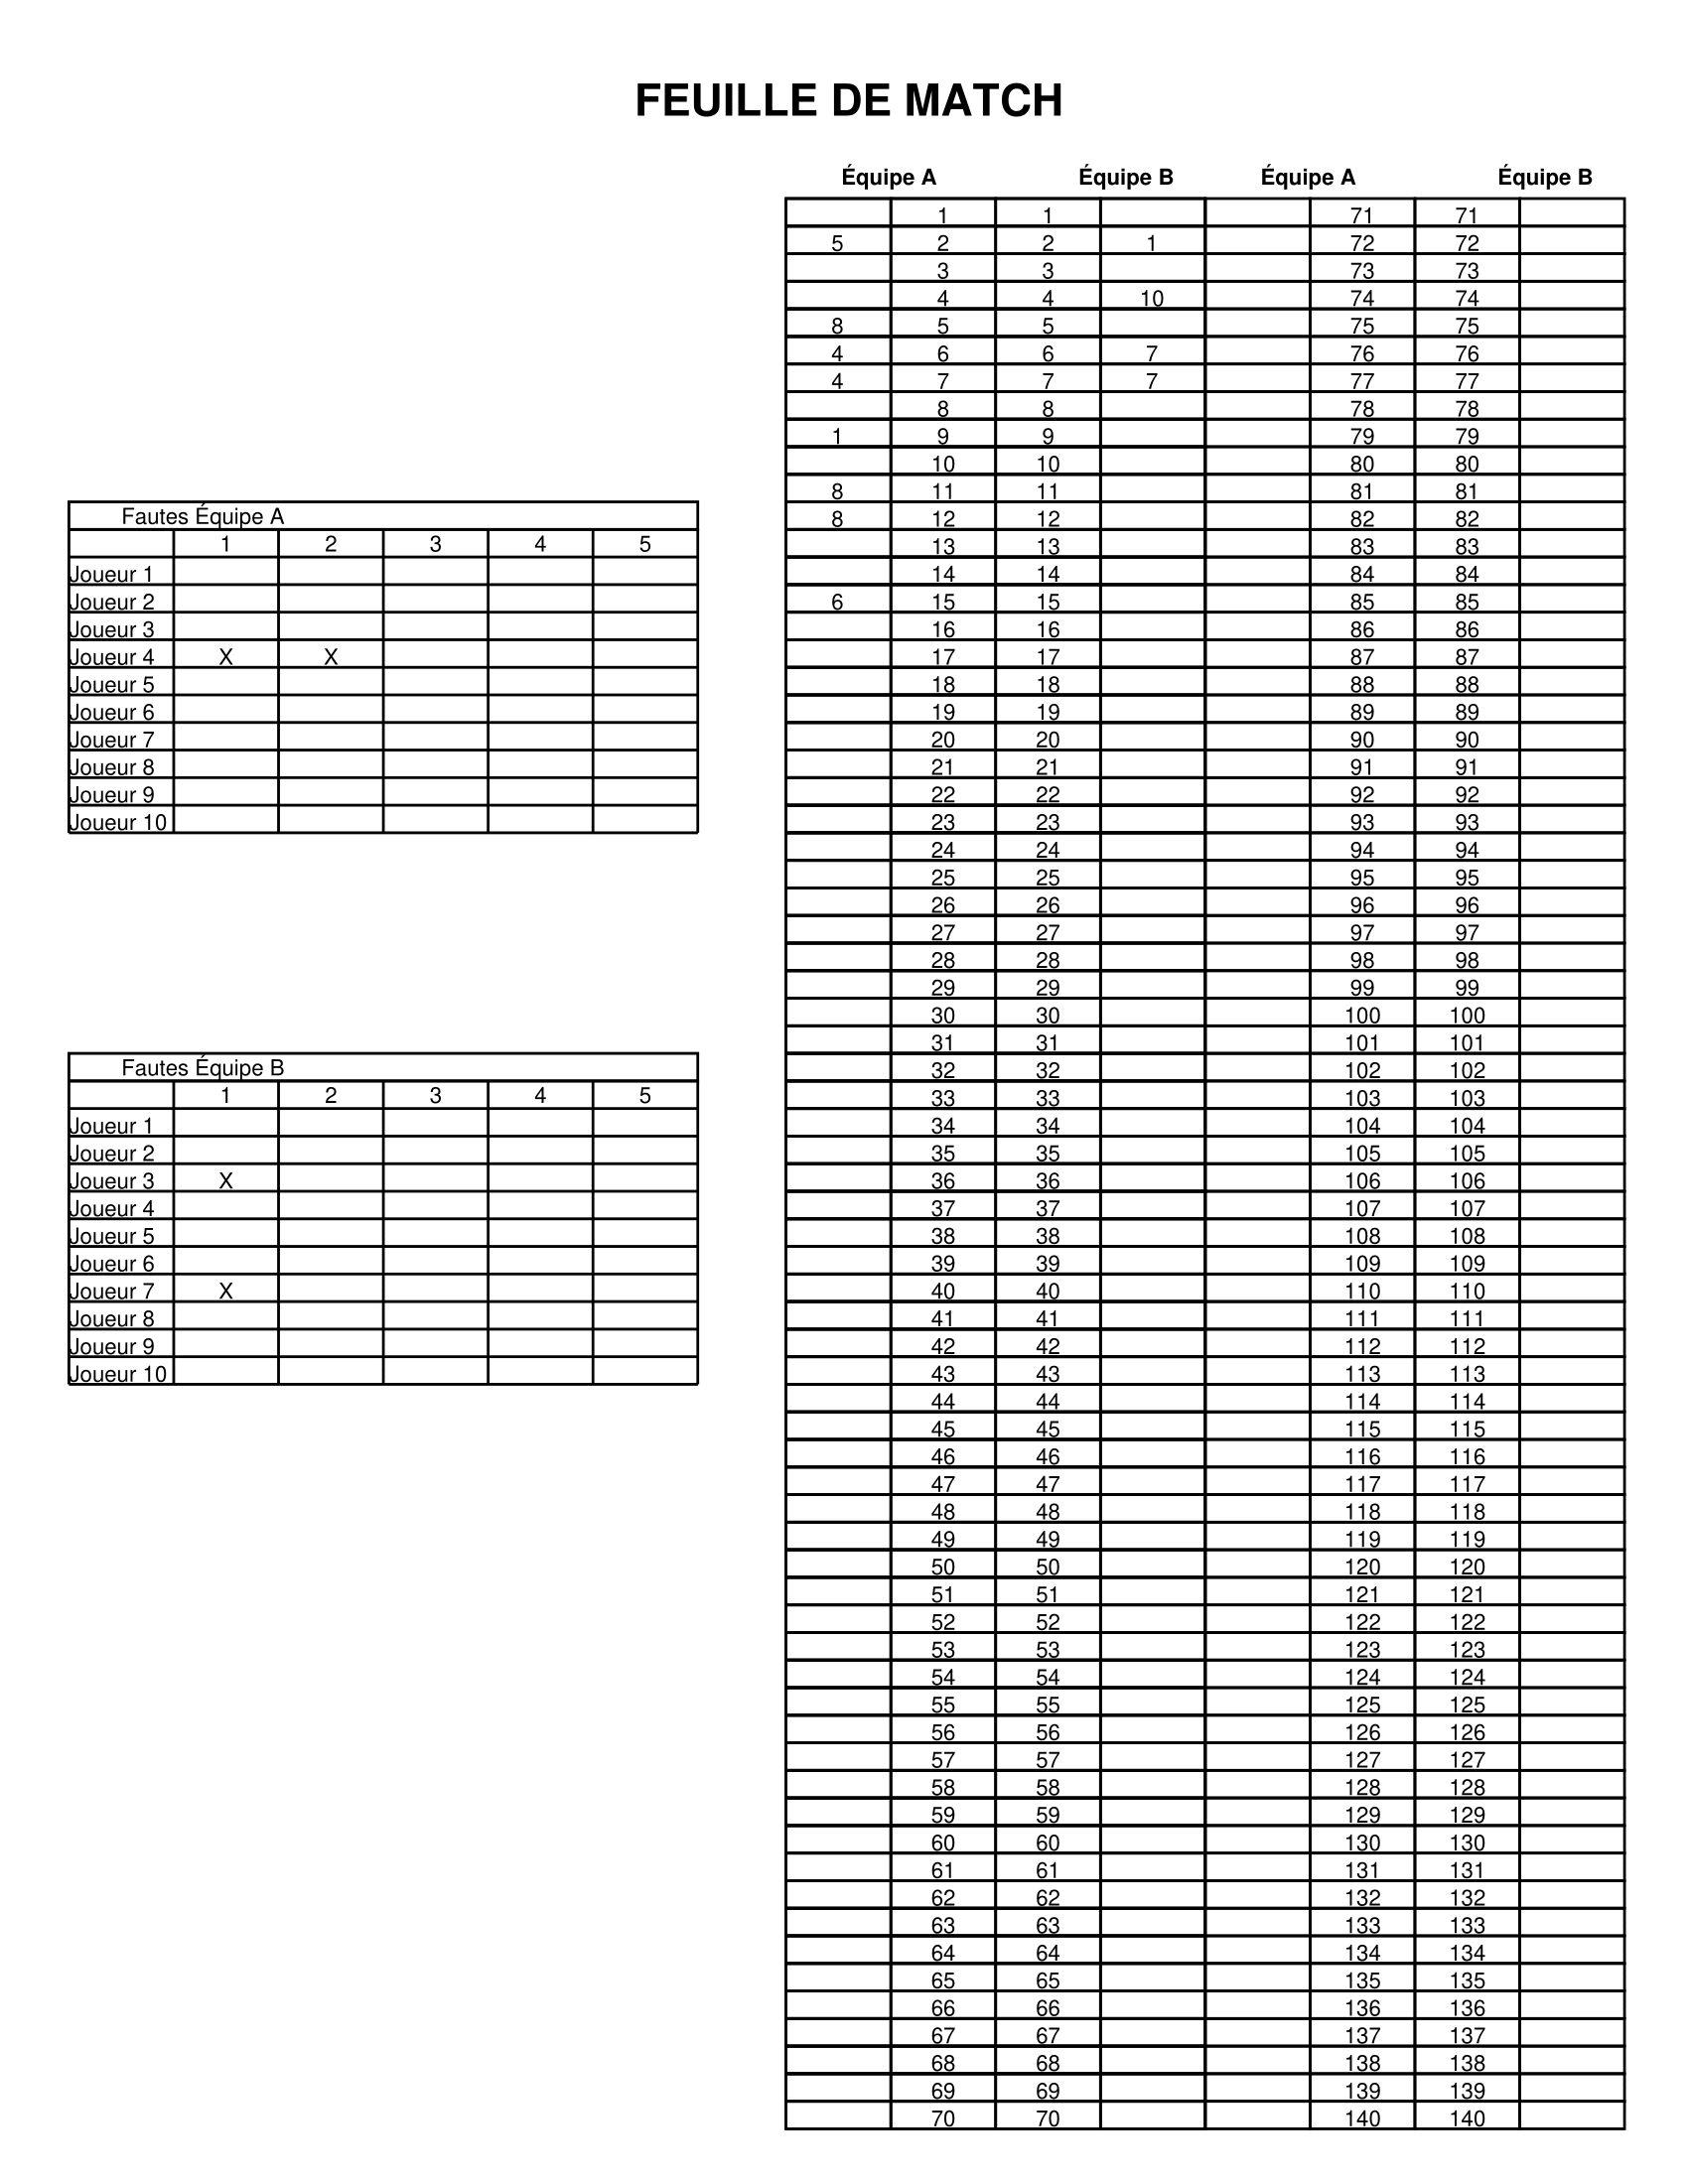 FEUILLE DE MATCH
Équipe A Équipe B Équipe A Équipe B
1 1 71 71
5 2 2 1 72 72
3 3 73 73
4 4 10 74 74
8 5 5 75 75
4 6 6 7 76 76
4 7 7 7 77 77
8 8 78 78
1 9 9 79 79
10 10 80 80
8 11 11 81 81
8 12 12 82 82
13 13 83 83
14 14 84 84
6 15 15 85 85
16 16 86 86
17 17 87 87
18 18 88 88
19 19 89 89
20 20 90 90
21 21 91 91
22 22 92 92
23 23 93 93
24 24 94 94
25 25 95 95
26 26 96 96
27 27 97 97
28 28 98 98
29 29 99 99
30 30 100 100
31 31 101 101
32 32 102 102
33 33 103 103
34 34 104 104
35 35 105 105
36 36 106 106
37 37 107 107
38 38 108 108
39 39 109 109
40 40 110 110
41 41 111 111
42 42 112 112
43 43 113 113
44 44 114 114
45 45 115 115
46 46 116 116
47 47 117 117
48 48 118 118
49 49 119 119
50 50 120 120
51 51 121 121
52 52 122 122
53 53 123 123
54 54 124 124
55 55 125 125
56 56 126 126
57 57 127 127
58 58 128 128
59 59 129 129
60 60 130 130
61 61 131 131
62 62 132 132
63 63 133 133
64 64 134 134
65 65 135 135
66 66 136 136
67 67 137 137
68 68 138 138
69 69 139 139
70 70 140 140
Fautes Équipe A
1 2 3 4 5
Joueur 1
Joueur 2
Joueur 3
Joueur 4 X X
Joueur 5
Joueur 6
Joueur 7
Joueur 8
Joueur 9
Joueur 10
Fautes Équipe B
1 2 3 4 5
Joueur 1
Joueur 2
Joueur 3 X
Joueur 4
Joueur 5
Joueur 6
Joueur 7 X
Joueur 8
Joueur 9
Joueur 10